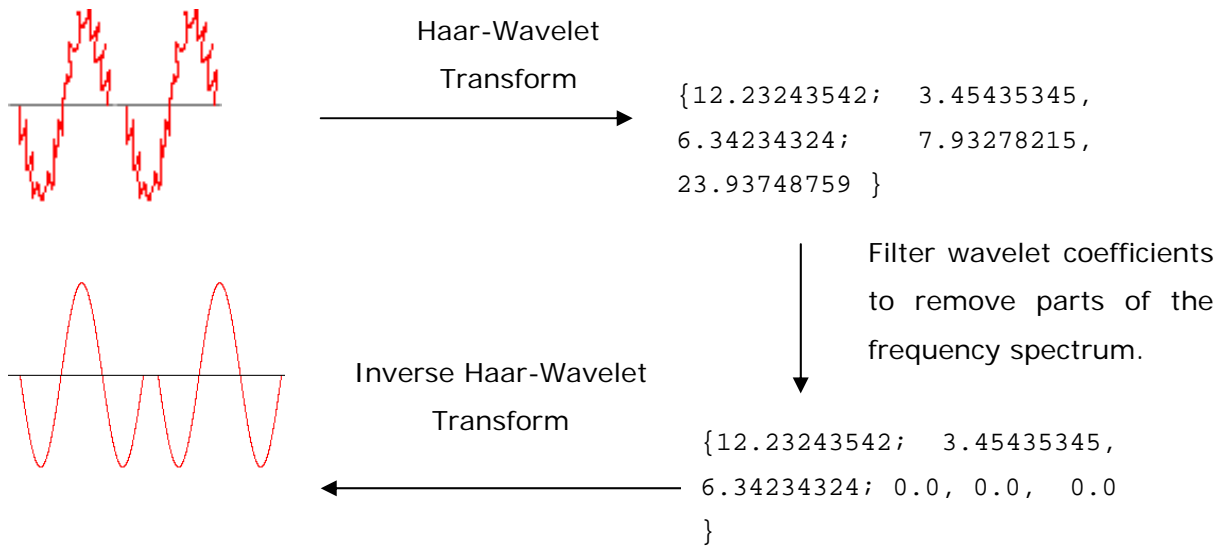 Haar-Wavelet
Transform
{12.23243542; 3.45435345,
6.34234324; 7.93278215,
23.93748759 }
Filter wavelet coefficients
to remove parts of the
frequency spectrum.
Inverse Haar-Wavelet
Transform
{12.23243542; 3.45435345,
6.34234324; 0.0, 0.0, 0.0
}